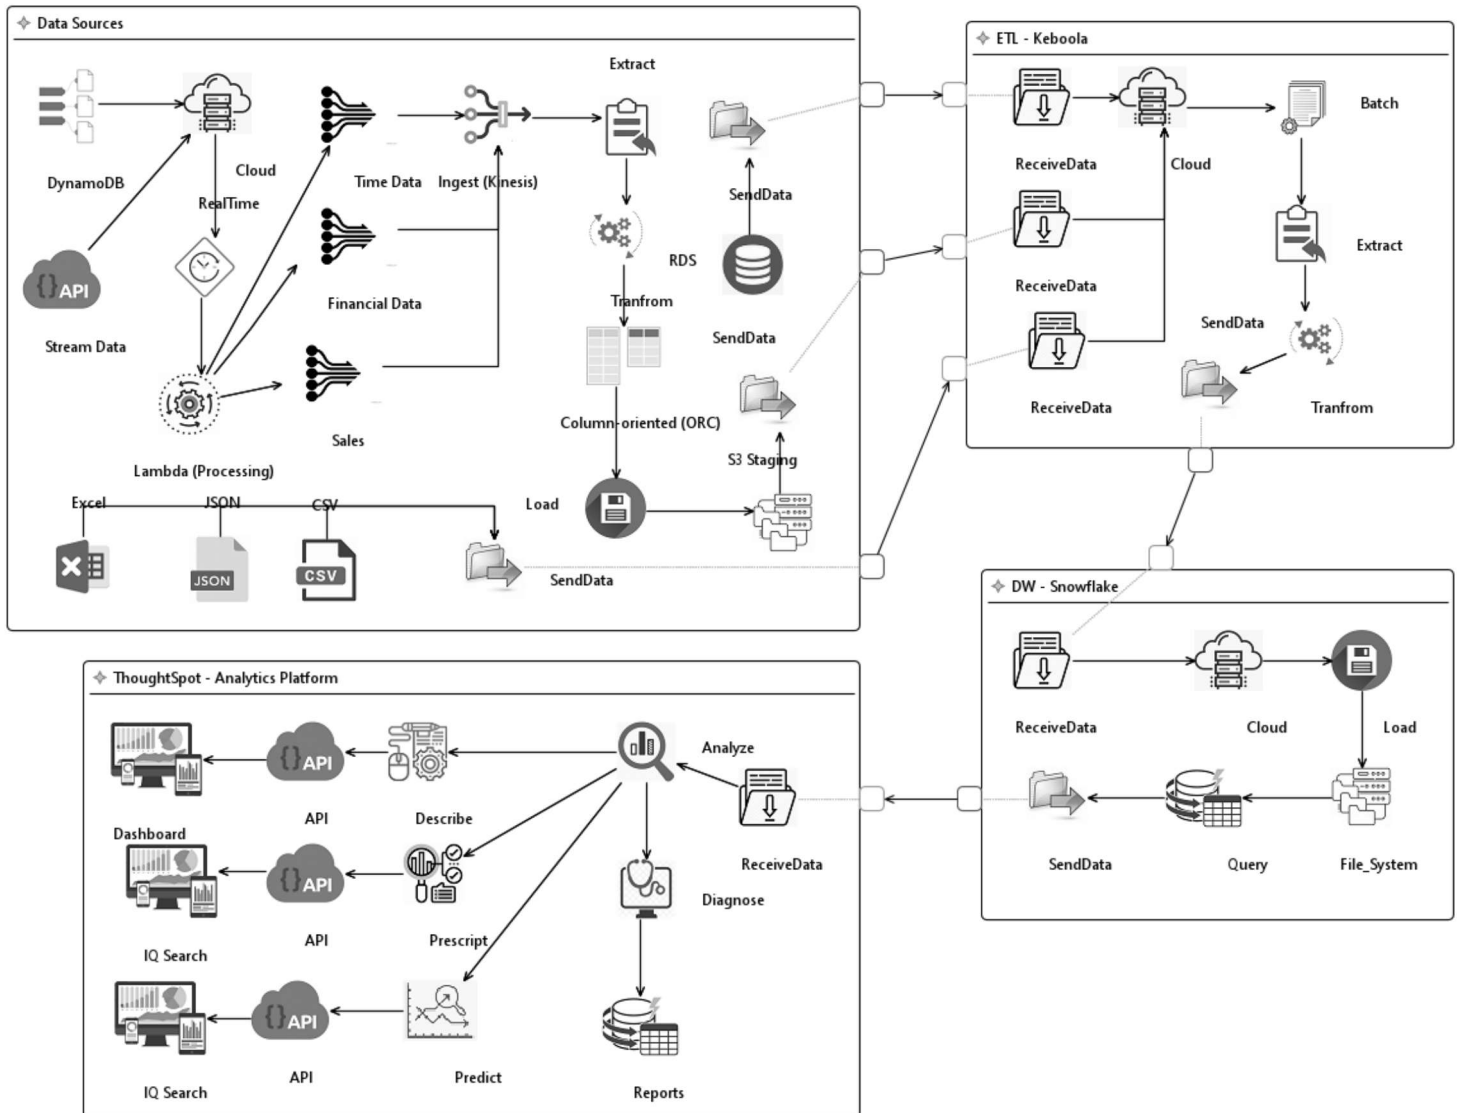 Data Sources
Extract
DynamoDB
Cloud
RealTime
Time Data
Ingest (Kinesis)
SendData
{} API
Stream Data
Financial Data
RDS
Tranfrom
SendData
Lambda (Processing)
Sales
Column-oriented (ORC)
S3 Staging
Excel
JSON
CSV
Load
X
JSON
CSV
SendData
ETL - Keboola
Batch
ReceiveData
Cloud
ReceiveData
Extract
SendData
ReceiveData
Tranfrom
DW - Snowflake
ReceiveData
Cloud
Load
SendData
Query
File_System
ThoughtSpot - Analytics Platform
Analyze
{} API
API
Describe
Dashboard
ReceiveData
{} API
Diagnose
API
Prescript
IQ Search
{} API
API
Predict
IQ Search
Reports